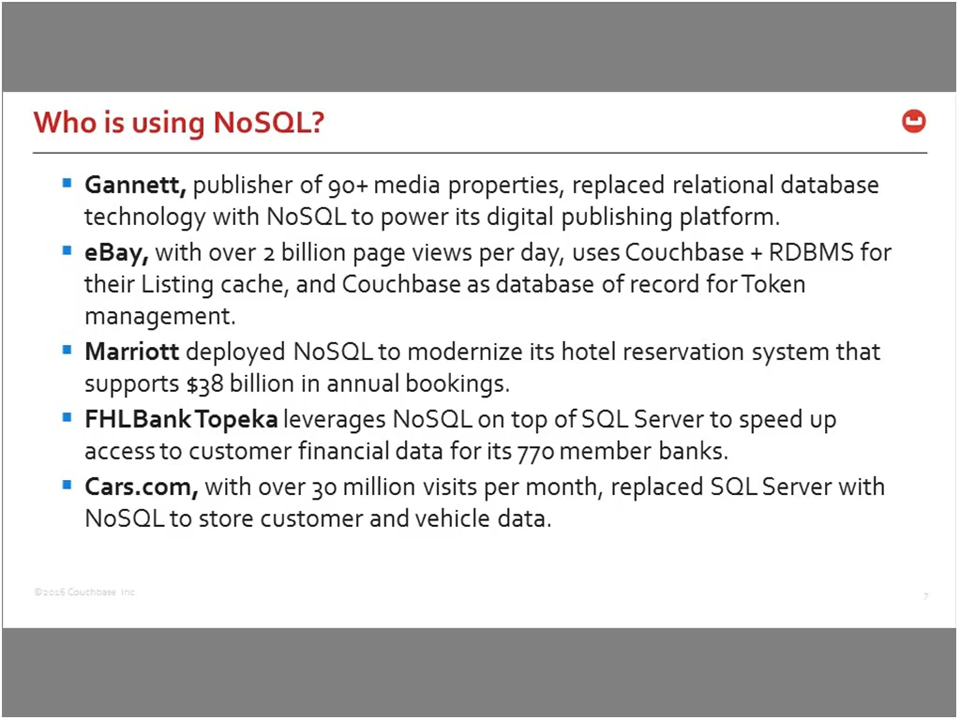 Who is using NoSQL?
Gannett, publisher of 90+ media properties, replaced relational database
technology with NoSQL to power its digital publishing platform.
eBay, with over 2 billion page views per day, uses Couchbase + RDBMS for
their Listing cache, and Couchbase as database of record for Token
management.
Marriott deployed NoSQL to modernize its hotel reservation system that
supports $38 billion in annual bookings.
FHLBank Topeka leverages NoSQL on top of SQL Server to speed up
access to customer financial data for its 770 member banks.
Cars.com, with over 30 million visits per month, replaced SQL Server with
NoSQL to store customer and vehicle data.
©2016 Couchbase Inc
7